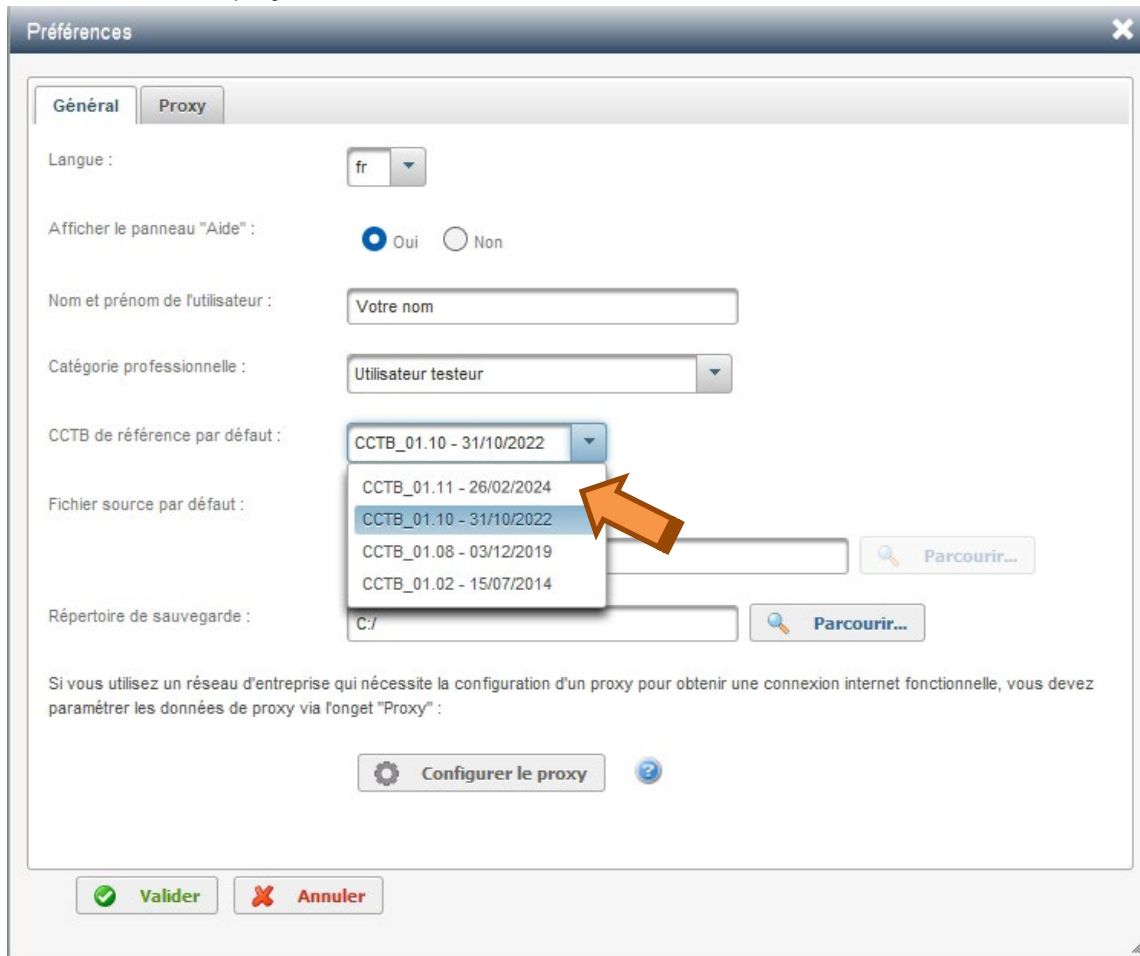 Préférences
Général Proxy
Langue :
fr
Afficher le panneau "Aide" :
Oui Non
Nom et prénom de l'utilisateur :
Votre nom
Catégorie professionnelle :
Utilisateur testeur
CCTB de référence par défaut :
CCTB_01.10 - 31/10/2022
CCTB_01.11 - 26/02/2024
Fichier source par défaut :
CCTB_01.10 - 31/10/2022
CCTB_01.08 - 03/12/2019
Parcourir...
CCTB_01.02 - 15/07/2014
Répertoire de sauvegarde :
C:/
Parcourir...
Si vous utilisez un réseau d'entreprise qui nécessite la configuration d'un proxy pour obtenir une connexion internet fonctionnelle, vous devez
paramétrer les données de proxy via l'onget "Proxy" :
Configurer le proxy
Valider Annuler